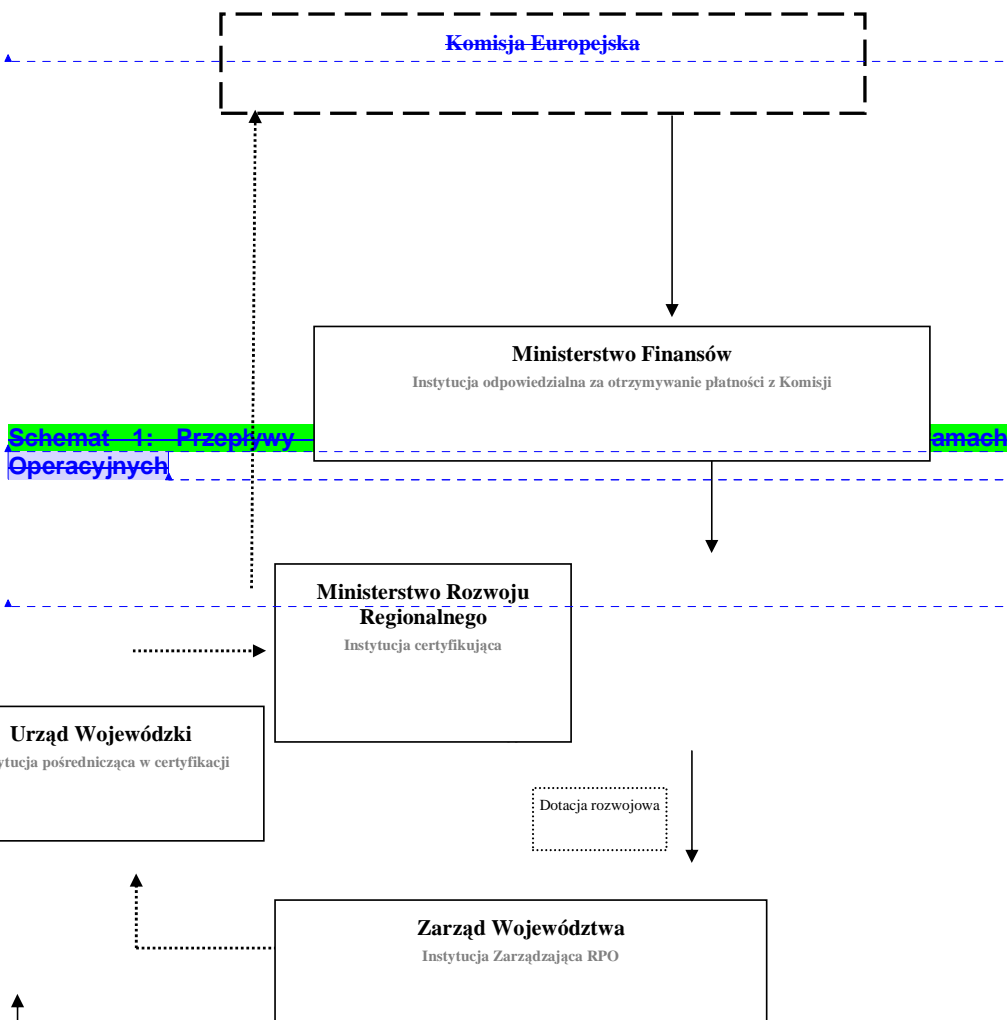 Komisja Europejska
Ministerstwo Finansów
Instytucja odpowiedzialna za otrzymywanie płatności z Komisji
Schemat 1: Przepływy amach
Operacyjnych
Ministerstwo Rozwoju
Regionalnego
Instytucja certyfikująca
Urząd Wojewódzki
ytucja pośrednicząca w certyfikacji
Dotacja rozwojowa
Zarząd Województwa
Instytucja Zarządzająca RPO